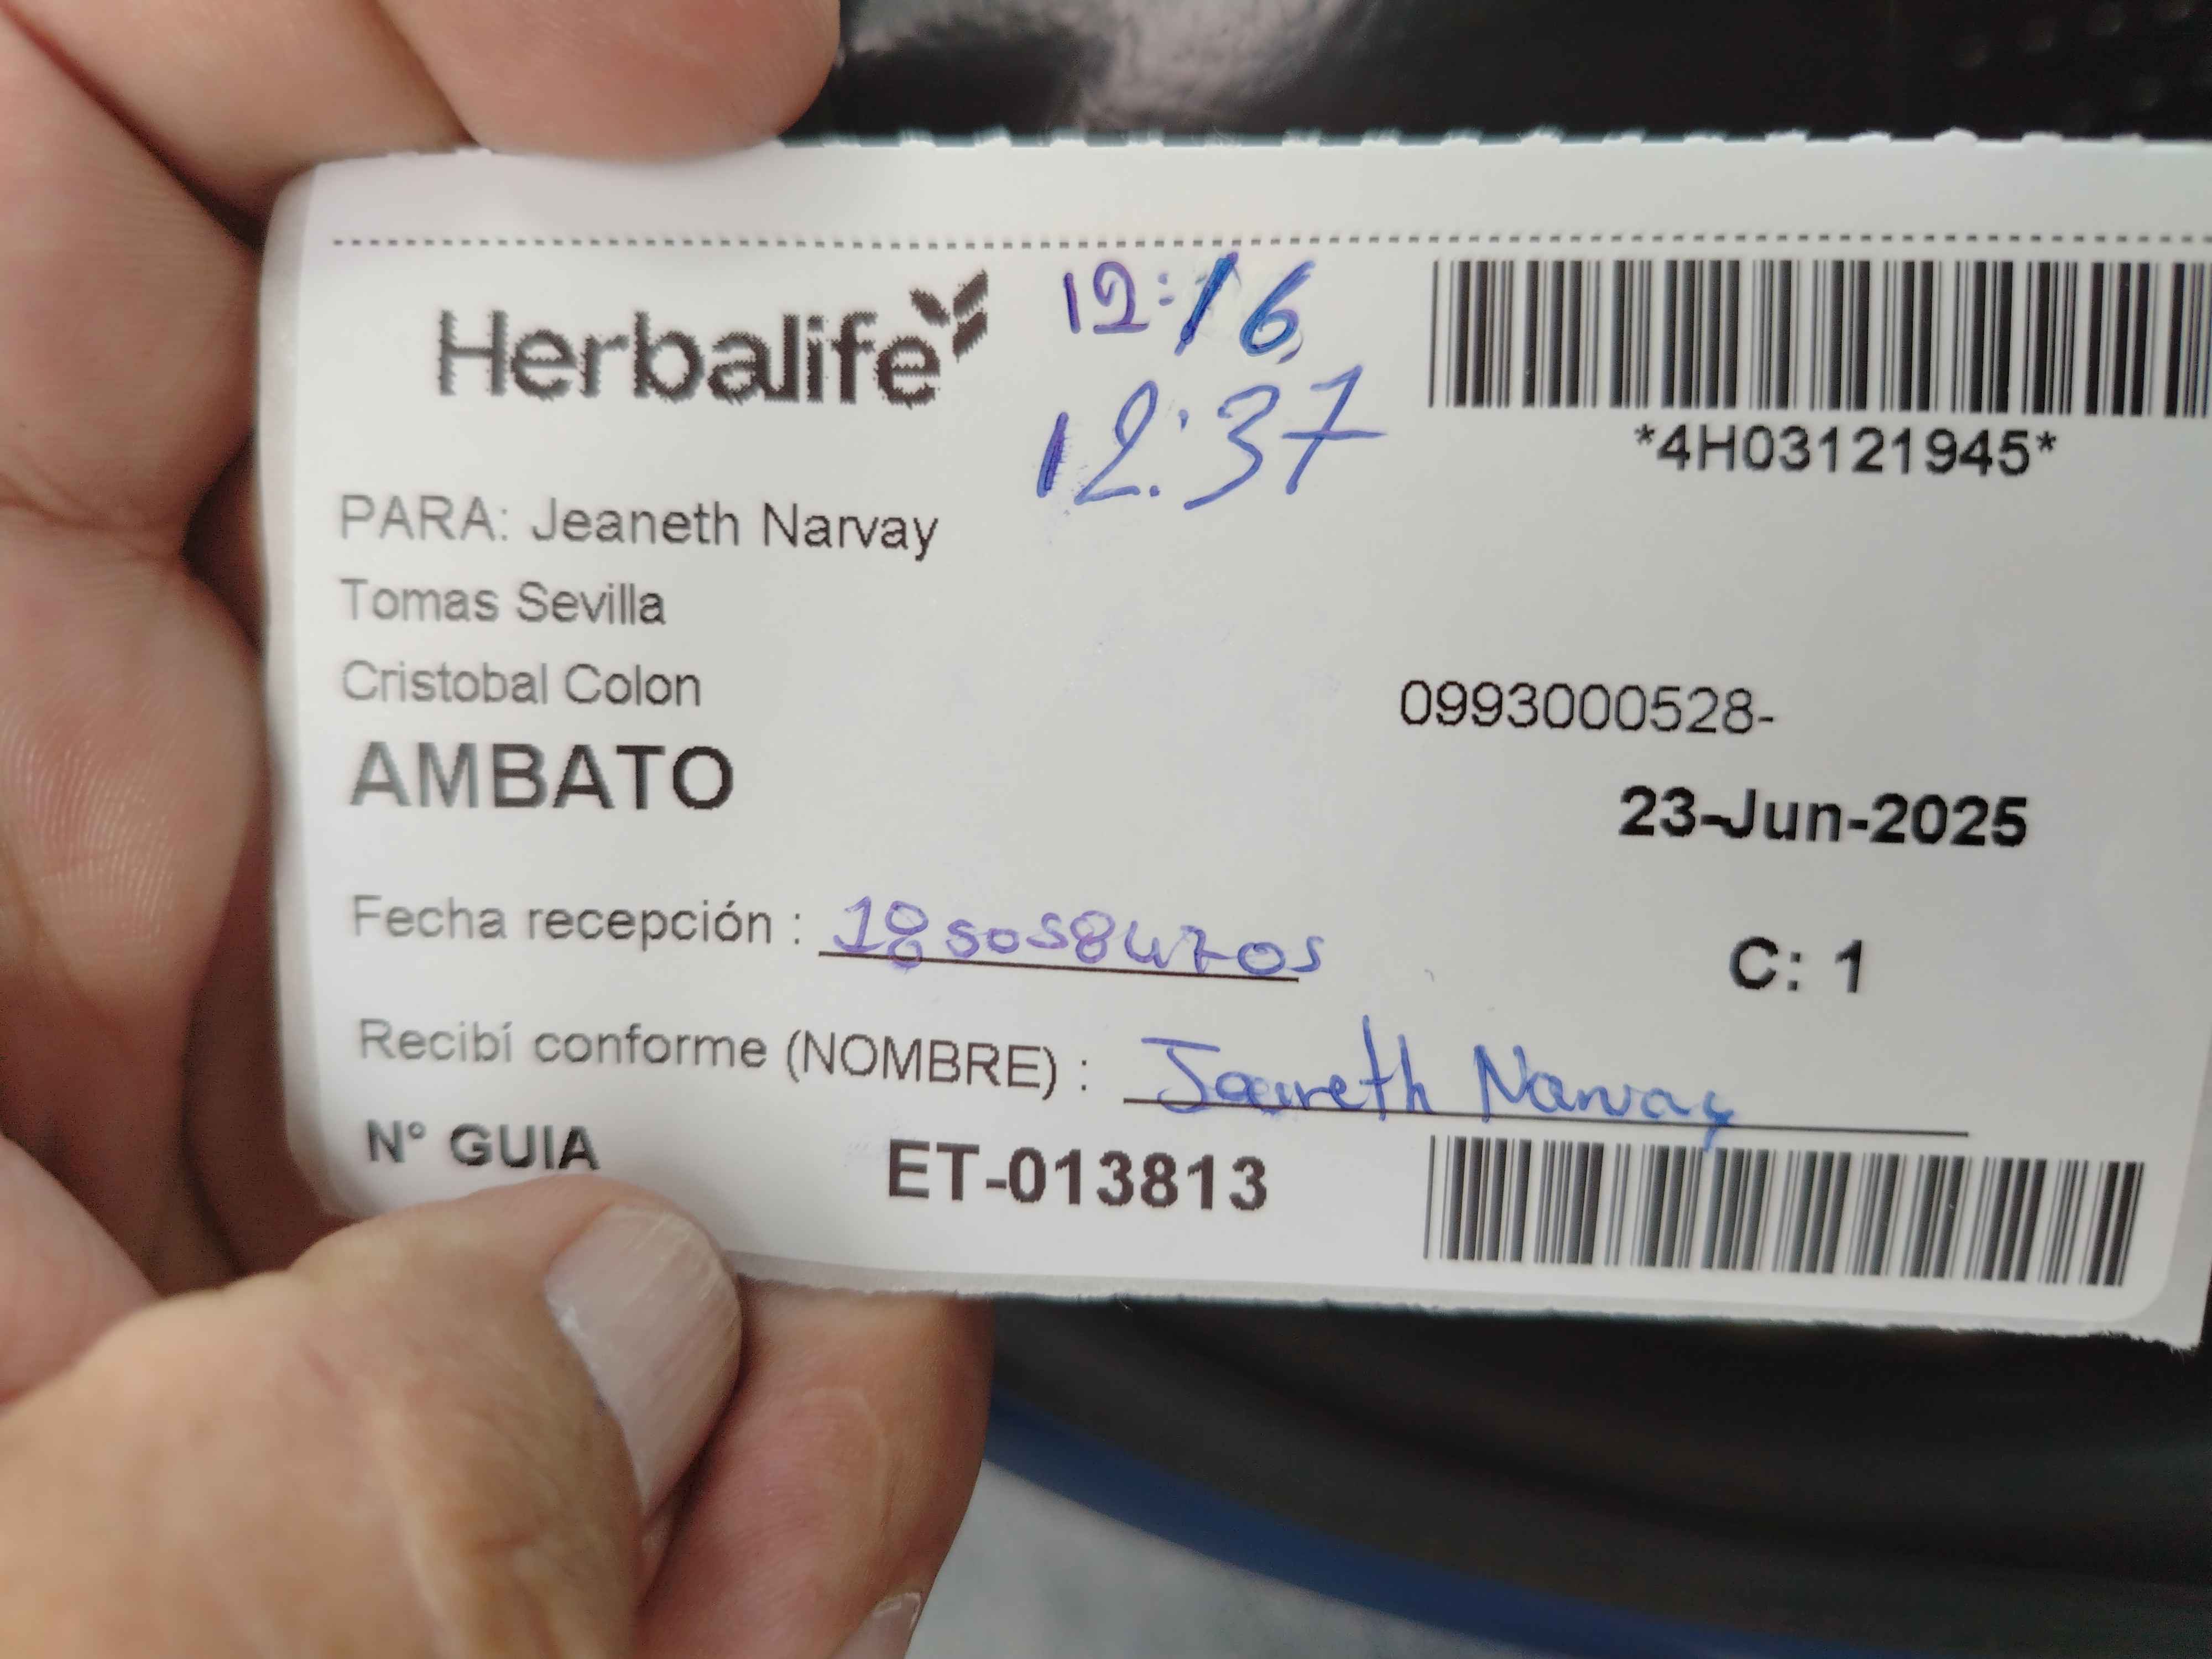 Herbalife
12:16
12:37
*4H03121945*
PARA: Jeaneth Narvay
Tomas Sevilla
Cristobal Colon
0993000528-
AMBATO
23-Jun-2025
Fecha recepción :
C: 1
Recibí conforme (NOMBRE) : Jeaneth Narvay
N° GUIA ET-013813